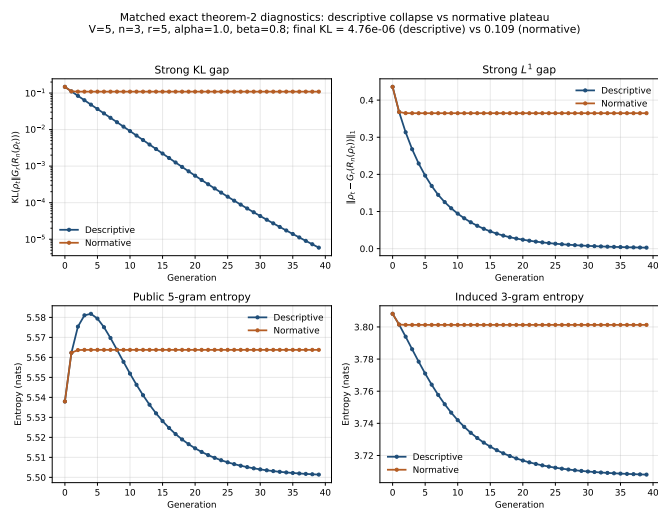 Matched exact theorem-2 diagnostics: descriptive collapse vs normative plateau
V=5, n=3, r=5, alpha=1.0, beta=0.8; final KL = 4.76e-06 (descriptive) vs 0.109 (normative)
Strong KL gap
KL(ρₜ‖Gᵣ(Rₙ(ρₜ)))
10⁻¹
10⁻²
10⁻³
10⁻⁴
10⁻⁵
Descriptive
Normative
0 5 10 15 20 25 30 35 40
Generation
Strong L¹ gap
‖ρₜ − Gᵣ(Rₙ(ρₜ))‖₁
0.4
0.3
0.2
0.1
0.0
Descriptive
Normative
0 5 10 15 20 25 30 35 40
Generation
Public 5-gram entropy
Entropy (nats)
5.58
5.57
5.56
5.55
5.54
5.53
5.52
5.51
5.50
Descriptive
Normative
0 5 10 15 20 25 30 35 40
Generation
Induced 3-gram entropy
Entropy (nats)
3.80
3.78
3.76
3.74
3.72
Descriptive
Normative
0 5 10 15 20 25 30 35 40
Generation